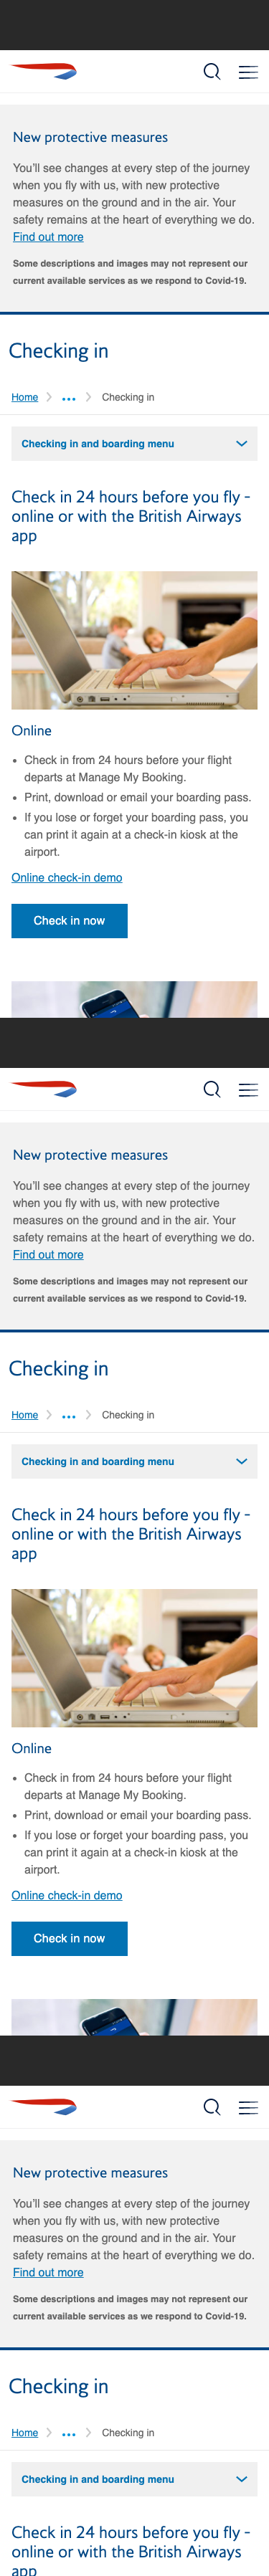 New protective measures
You'll see changes at every step of the journey
when you fly with us, with new protective
measures on the ground and in the air. Your
safety remains at the heart of everything we do.
Find out more
Some descriptions and images may not represent our
current available services as we respond to Covid-19.
Checking in
Home > ... > Checking in
Checking in and boarding menu
Check in 24 hours before you fly -
online or with the British Airways
app
Online
• Check in from 24 hours before your flight
departs at Manage My Booking.
• Print, download or email your boarding pass.
• If you lose or forget your boarding pass, you
can print it again at a check-in kiosk at the
airport.
Online check-in demo
Check in now
New protective measures
You'll see changes at every step of the journey
when you fly with us, with new protective
measures on the ground and in the air. Your
safety remains at the heart of everything we do.
Find out more
Some descriptions and images may not represent our
current available services as we respond to Covid-19.
Checking in
Home > ... > Checking in
Checking in and boarding menu
Check in 24 hours before you fly -
online or with the British Airways
app
Online
• Check in from 24 hours before your flight
departs at Manage My Booking.
• Print, download or email your boarding pass.
• If you lose or forget your boarding pass, you
can print it again at a check-in kiosk at the
airport.
Online check-in demo
Check in now
New protective measures
You'll see changes at every step of the journey
when you fly with us, with new protective
measures on the ground and in the air. Your
safety remains at the heart of everything we do.
Find out more
Some descriptions and images may not represent our
current available services as we respond to Covid-19.
Checking in
Home > ... > Checking in
Checking in and boarding menu
Check in 24 hours before you fly -
online or with the British Airways
app